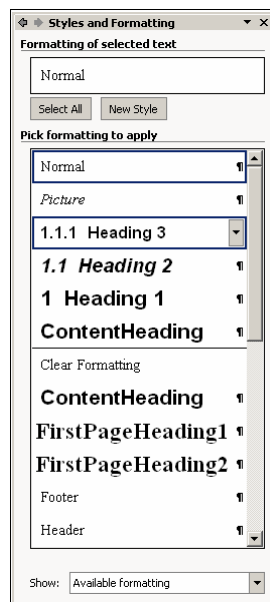 Styles and Formatting
Formatting of selected text
Normal
Select All New Style
Pick formatting to apply
Normal ¶
Picture ¶
1.1.1 Heading 3
1.1 Heading 2 ¶
1 Heading 1 ¶
ContentHeading ¶
Clear Formatting
ContentHeading ¶
FirstPageHeading1 ¶
FirstPageHeading2 ¶
Footer ¶
Header ¶
Show: Available formatting